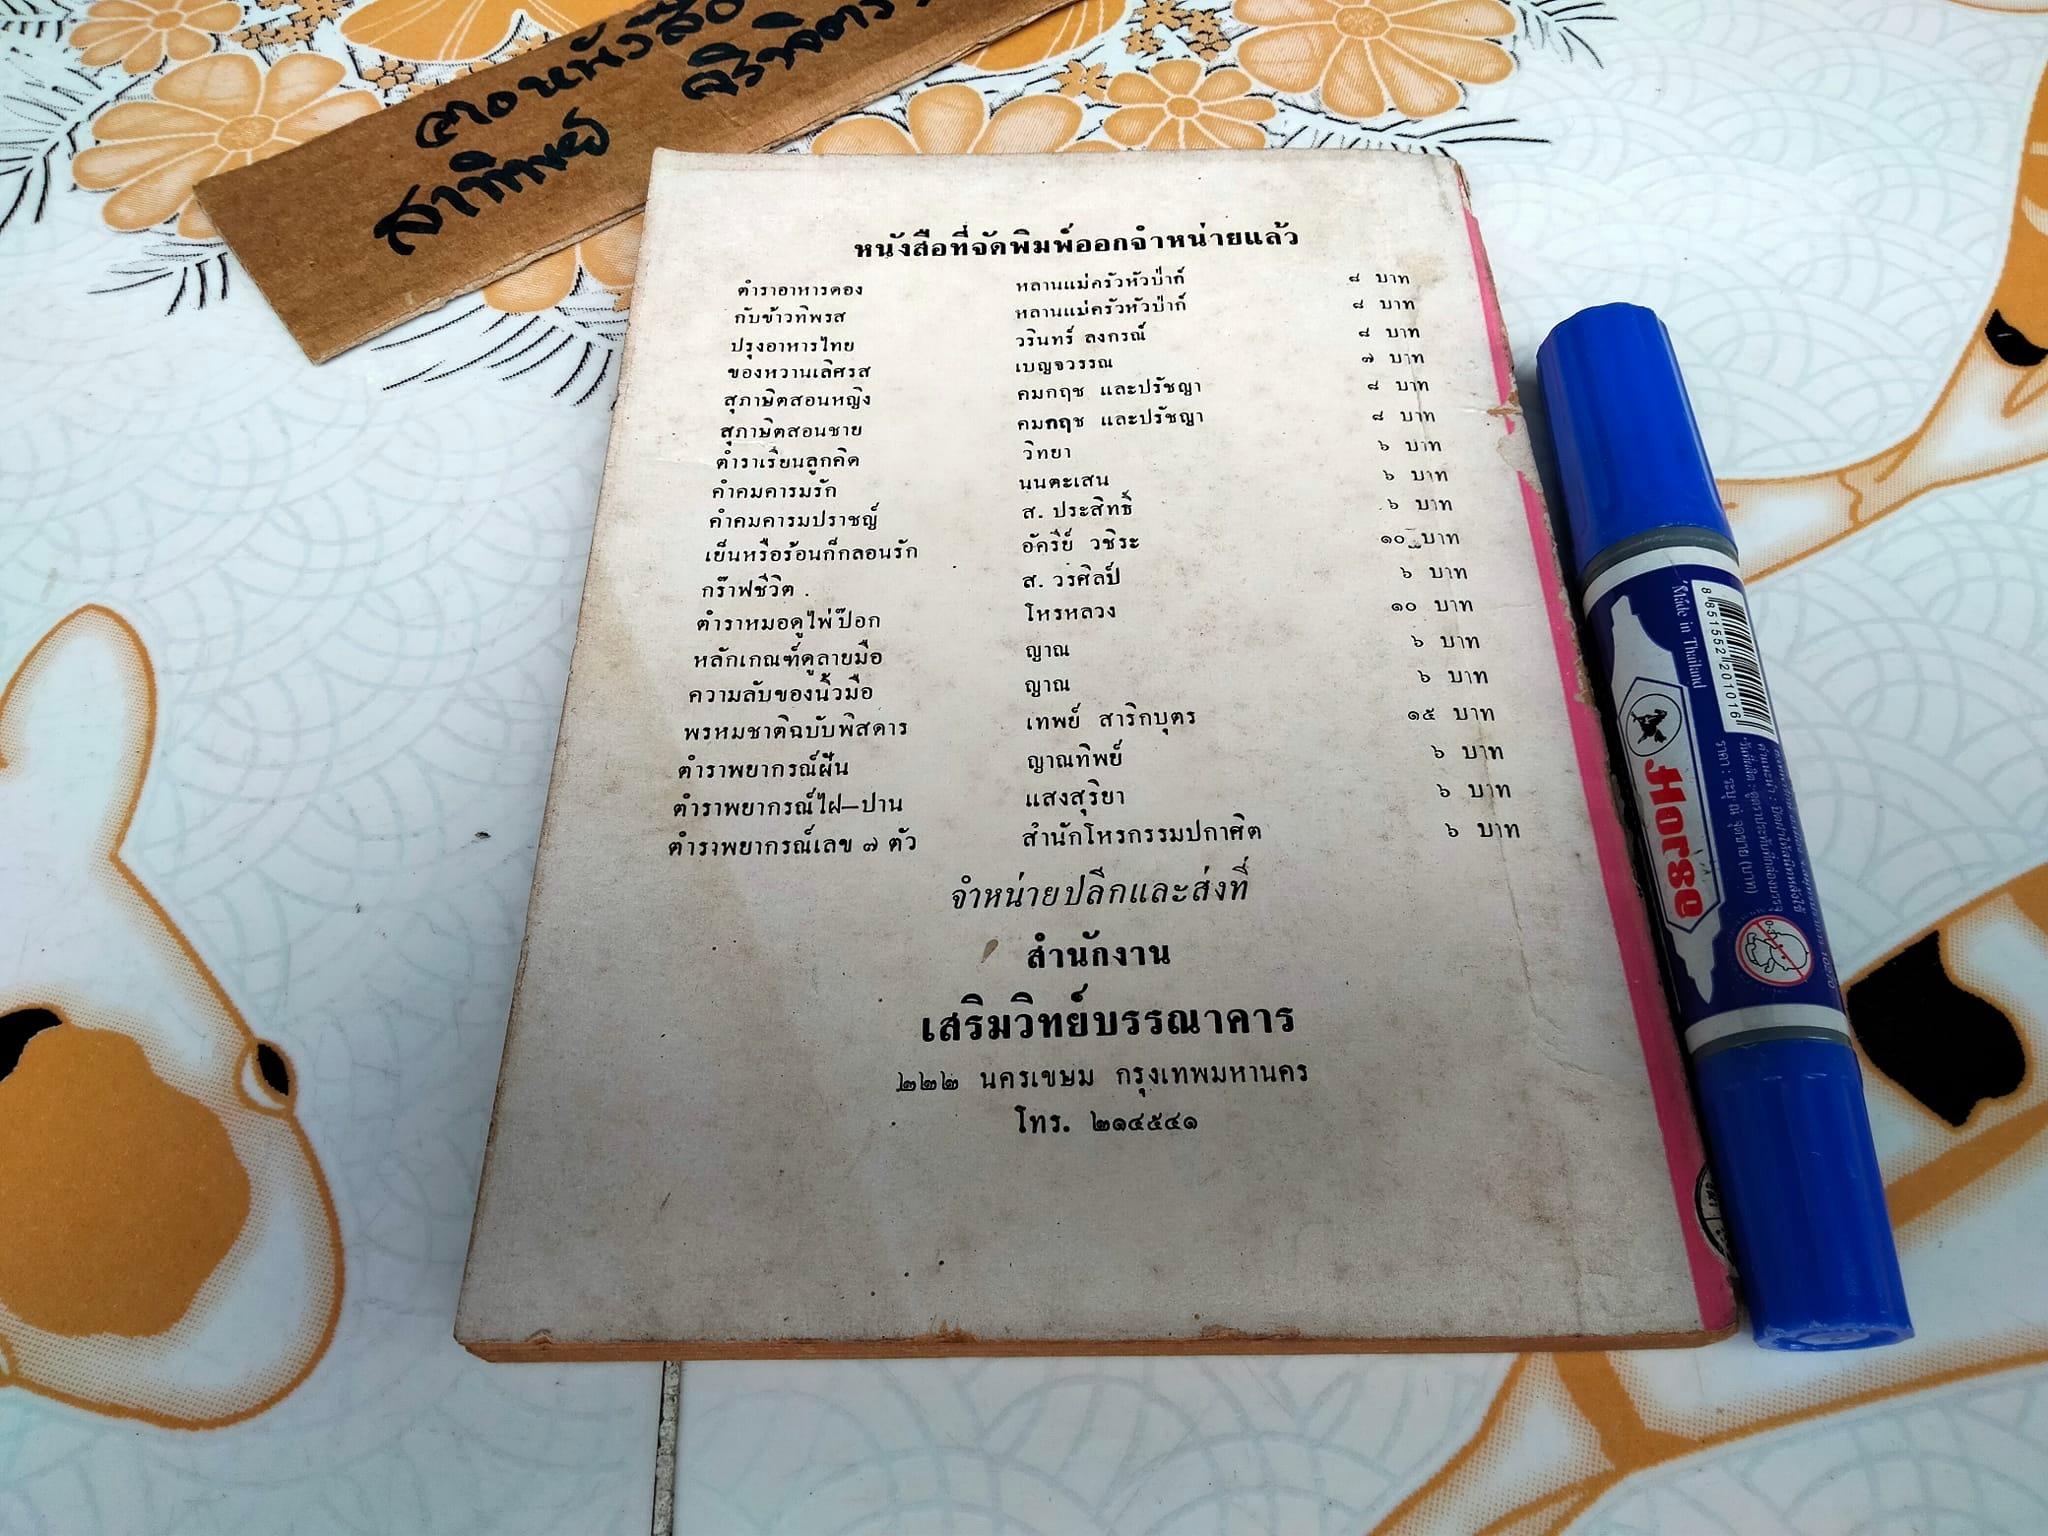 สาทิพย์
หนังสือที่จัดพิมพ์ออกจำหน่ายแล้ว
ตำราอาหารดอง หลานแม่ครัวหัวป่าก์ ๘ บาท
กับข้าวทิพรส หลานแม่ครัวหัวป่าก์ ๘ บาท
ปรุงอาหารไทย วรินทร์ ลงกรณ์ ๘ บาท
ของหวานเลิศรส เบญจวรรณ ๗ บาท
สุภาษิตสอนหญิง คมกฤช และปรัชญา ๘ บาท
สุภาษิตสอนชาย คมกฤช และปรัชญา ๘ บาท
ตำราเรียนลูกคิด วิทยา ๖ บาท
คำคมคารมรัก นนตะเสน ๖ บาท
คำคมคารมปราชญ์ ส. ประสิทธิ์ ๖ บาท
เย็นหรือร้อนก็กลอนรัก อัครีย์ วชิระ ๑๐ บาท
กร๊าฟชีวิต ส. วรศิลป์ ๖ บาท
ตำราหมอดูไพ่ป๊อก โหรหลวง ๑๐ บาท
หลักเกณฑ์ดูลายมือ ญาณ ๖ บาท
ความลับของนิ้วมือ ญาณ ๖ บาท
พรหมชาติฉบับพิสดาร เทพย์ สาริกบุตร ๑๕ บาท
ตำราพยากรณ์ฝัน ญาณทิพย์ ๖ บาท
ตำราพยากรณ์ไฝ—ปาน แสงสุริยา ๖ บาท
ตำราพยากรณ์เลข ๗ ตัว สำนักโหรกรรมปกาศิต ๖ บาท
จำหน่ายปลีกและส่งที่
สำนักงาน
เสริมวิทย์บรรณาคาร
๒๒๒ นครเขษม กรุงเทพมหานคร
โทร. ๒๑๔๕๔๑
Made in Thailand
8 851552 201016
Horse